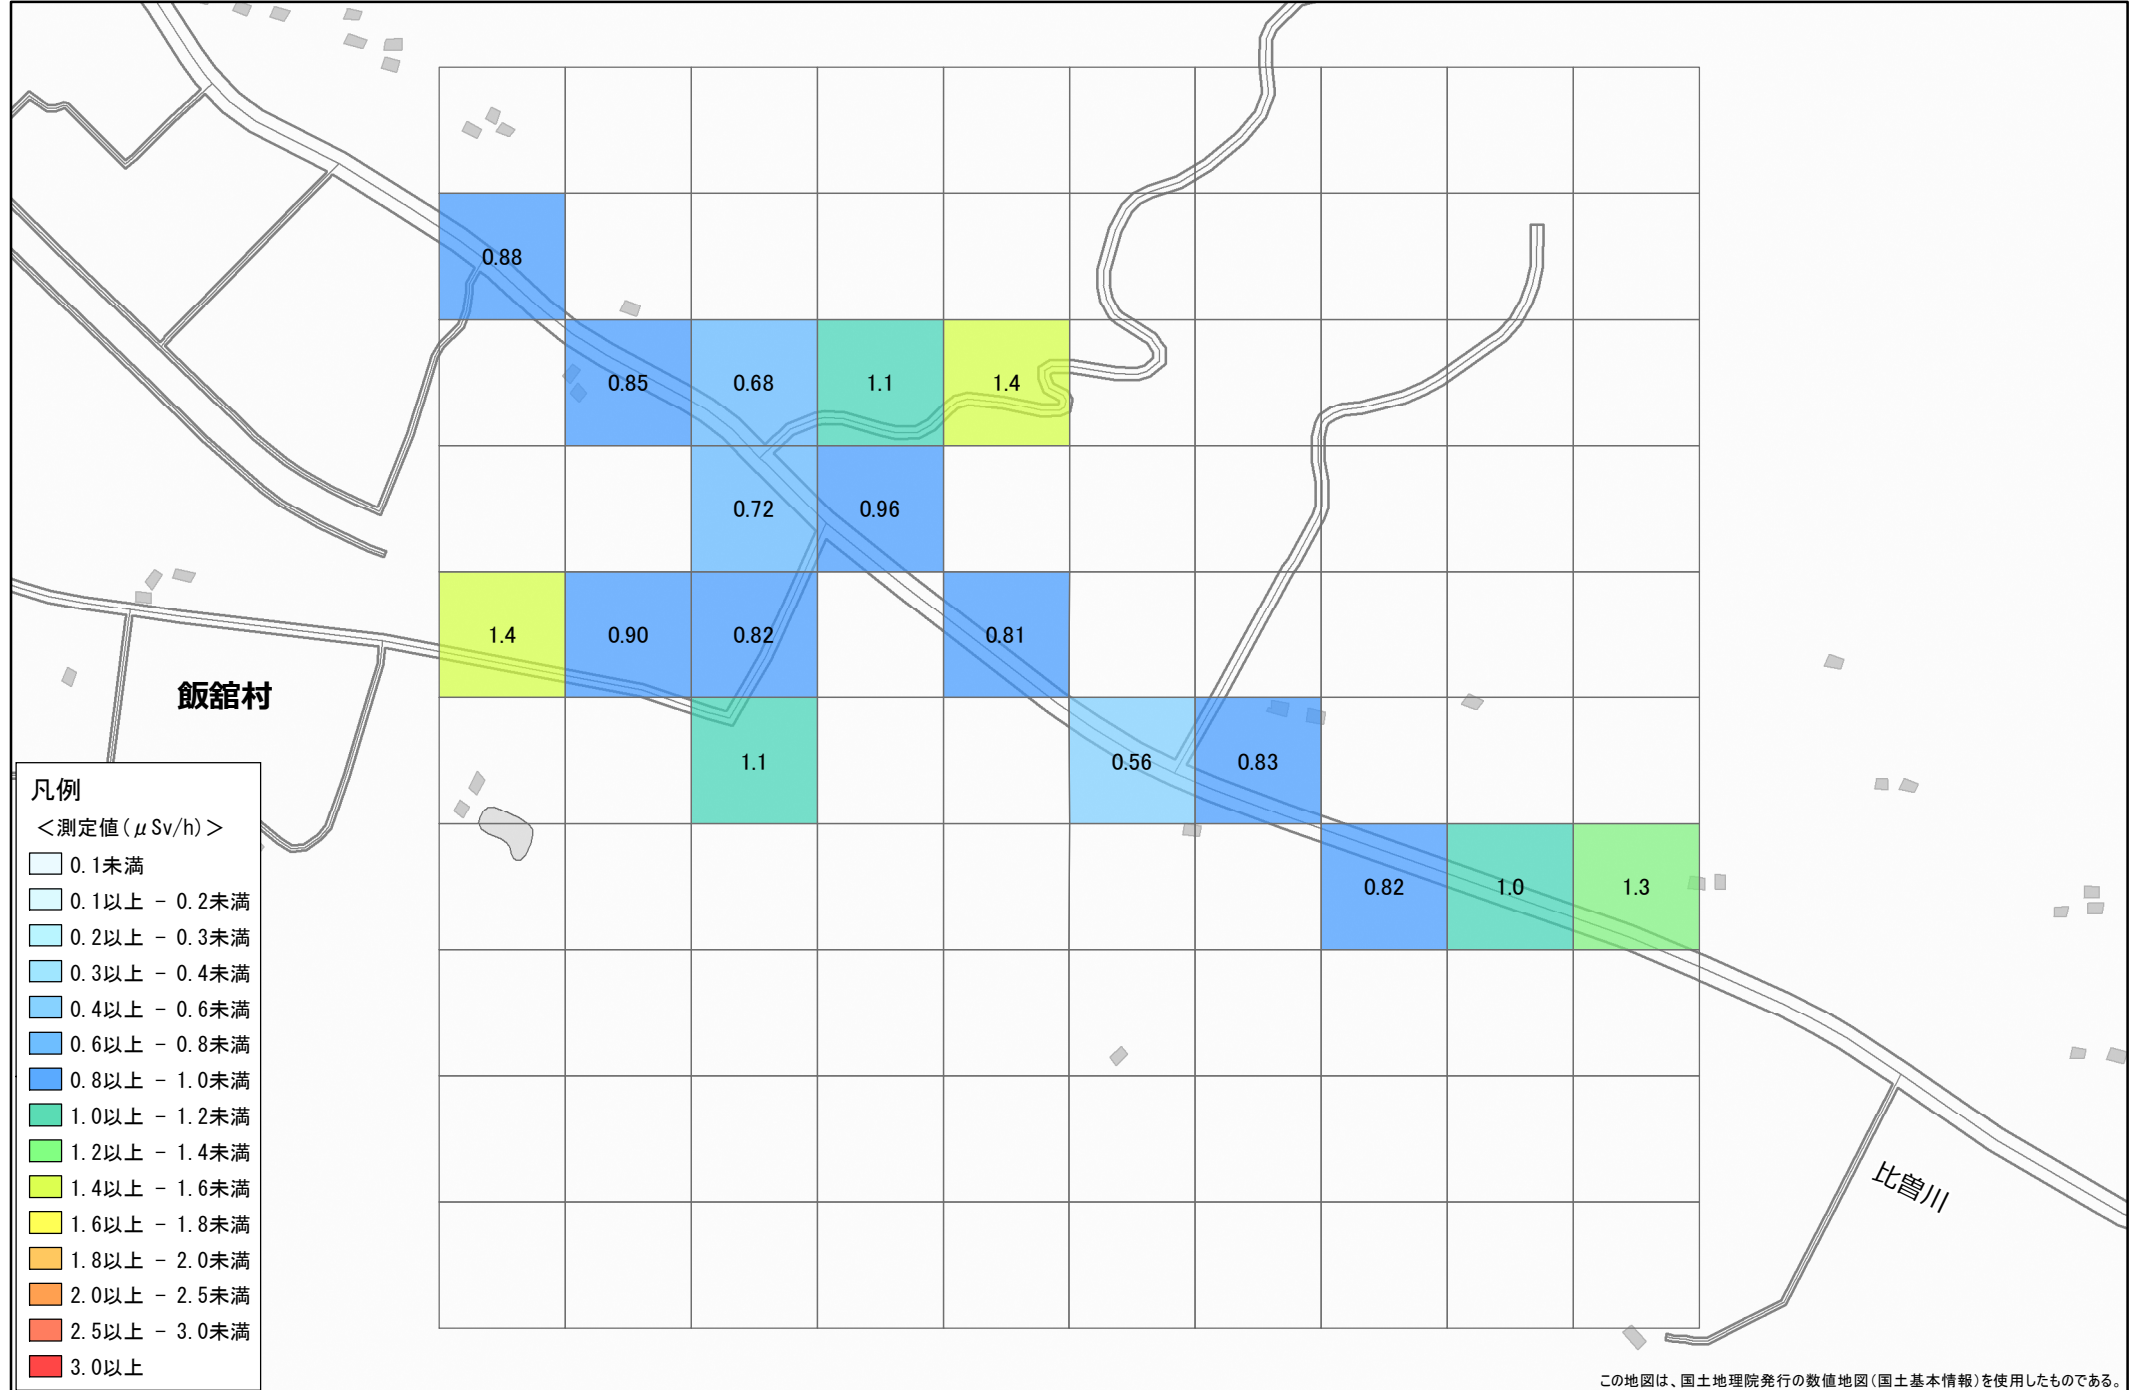 0.88
0.85 0.68 1.1 1.4
0.72 0.96
1.4 0.90 0.82 0.81
飯舘村
1.1 0.56 0.83
0.82 1.0 1.3
凡例
＜測定値(μSv/h)＞
0.1未満
0.1以上 − 0.2未満
0.2以上 − 0.3未満
0.3以上 − 0.4未満
0.4以上 − 0.6未満
0.6以上 − 0.8未満
0.8以上 − 1.0未満
1.0以上 − 1.2未満
1.2以上 − 1.4未満
1.4以上 − 1.6未満
1.6以上 − 1.8未満
1.8以上 − 2.0未満
2.0以上 − 2.5未満
2.5以上 − 3.0未満
3.0以上
比曽川
この地図は、国土地理院発行の数値地図(国土基本情報)を使用したものである。